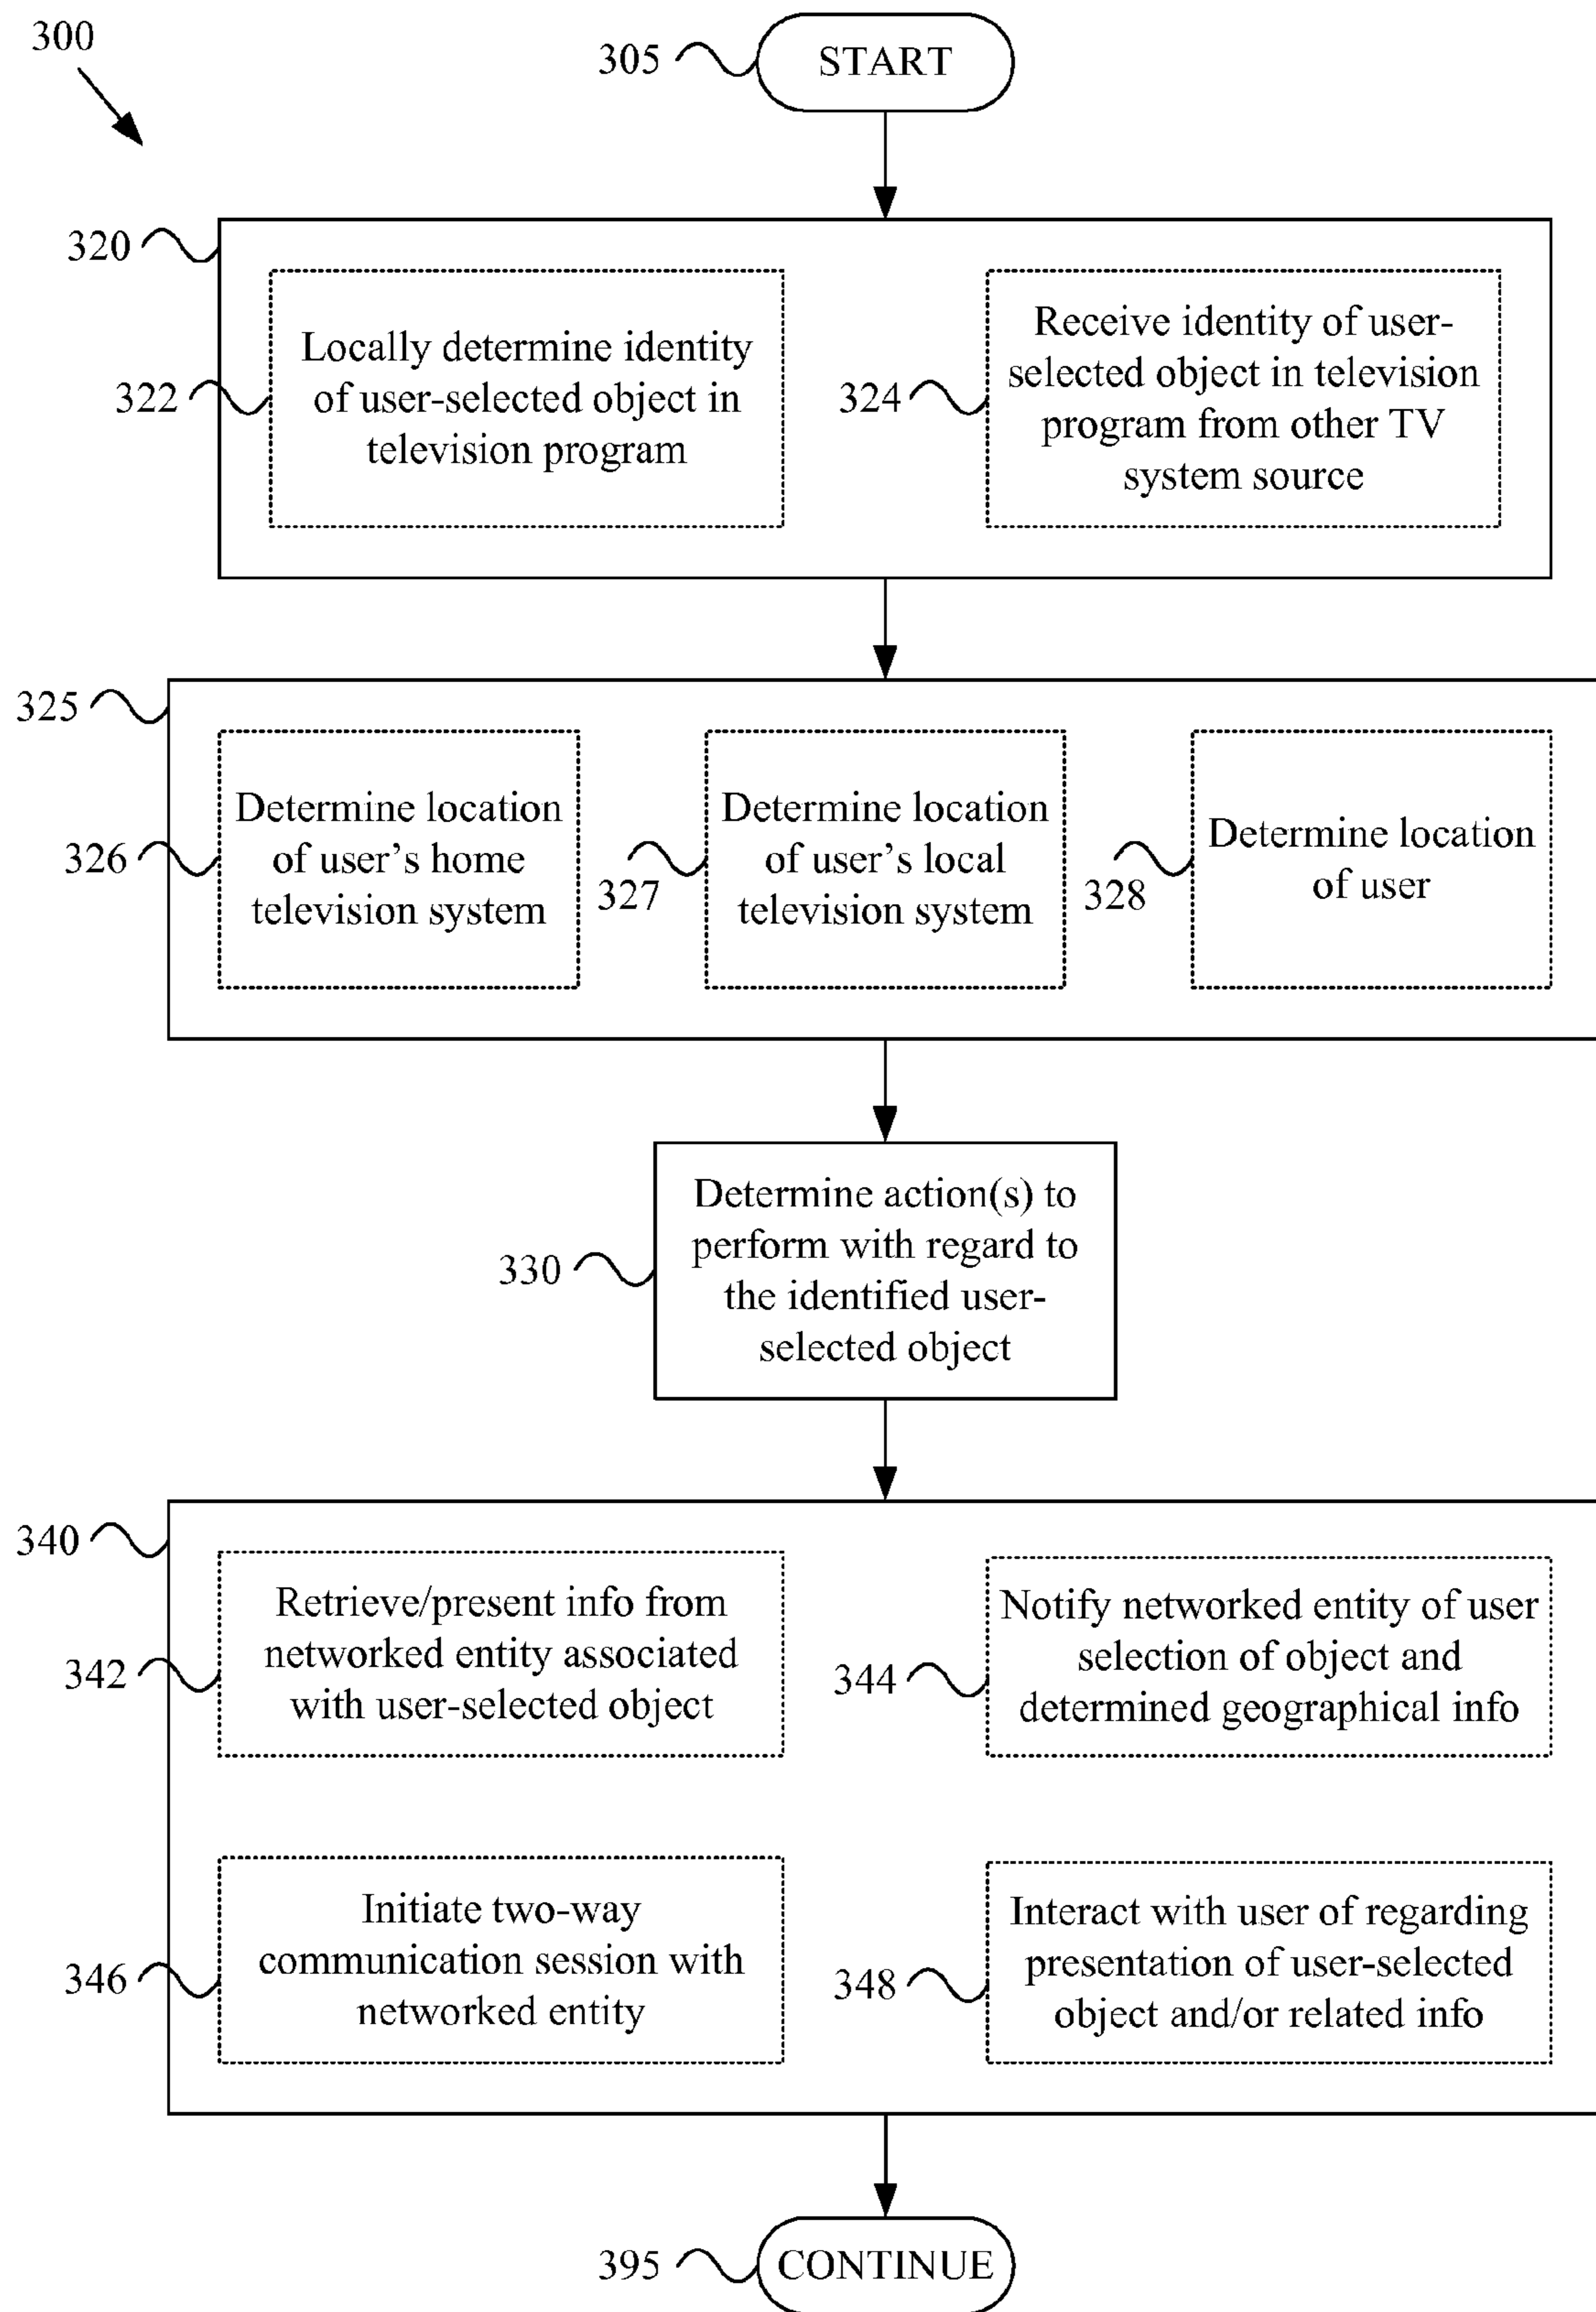 300
305
START
320
322
Locally determine identity
of user-selected object in
television program
324
Receive identity of user-
selected object in television
program from other TV
system source
325
326
Determine location
of user's home
television system
327
Determine location
of user's local
television system
328
Determine location
of user
330
Determine action(s) to
perform with regard to
the identified user-
selected object
340
342
Retrieve/present info from
networked entity associated
with user-selected object
344
Notify networked entity of user
selection of object and
determined geographical info
346
Initiate two-way
communication session with
networked entity
348
Interact with user of regarding
presentation of user-selected
object and/or related info
395
CONTINUE